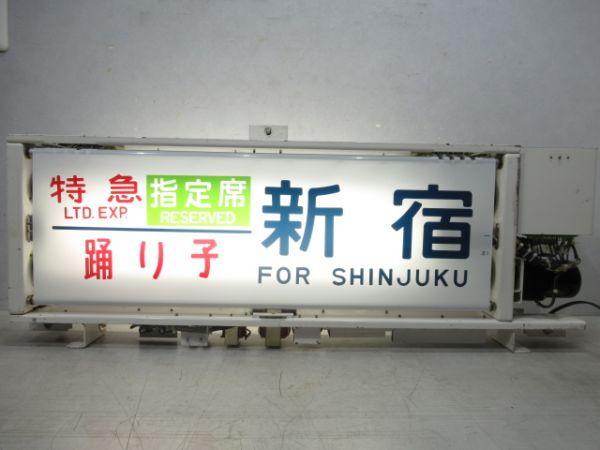 特急 指定席
LTD. EXP. RESERVED
踊り子
新宿
FOR SHINJUKU